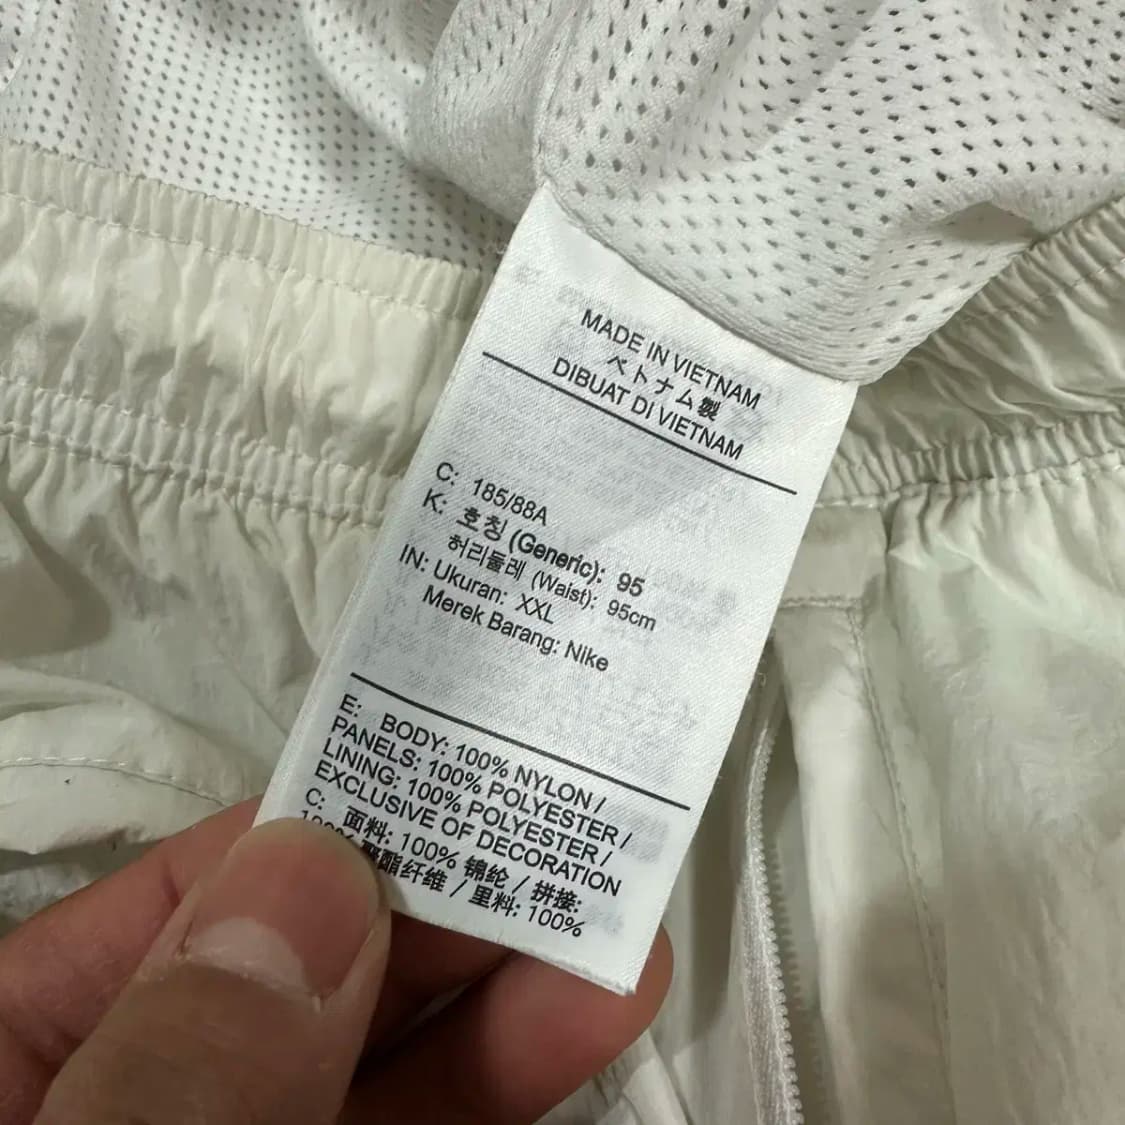 MADE IN VIETNAM
ベトナム製
DIBUAT DI VIETNAM
C: 185/88A
K: 호칭 (Generic): 95
허리둘레 (Waist): 95cm
IN: Ukuran: XXL
Merek Barang: Nike
E: BODY: 100% NYLON /
PANELS: 100% POLYESTER /
LINING: 100% POLYESTER /
EXCLUSIVE OF DECORATION
C: 面料: 100% 锦纶 / 拼接:
100% 聚酯纤维 / 里料: 100%